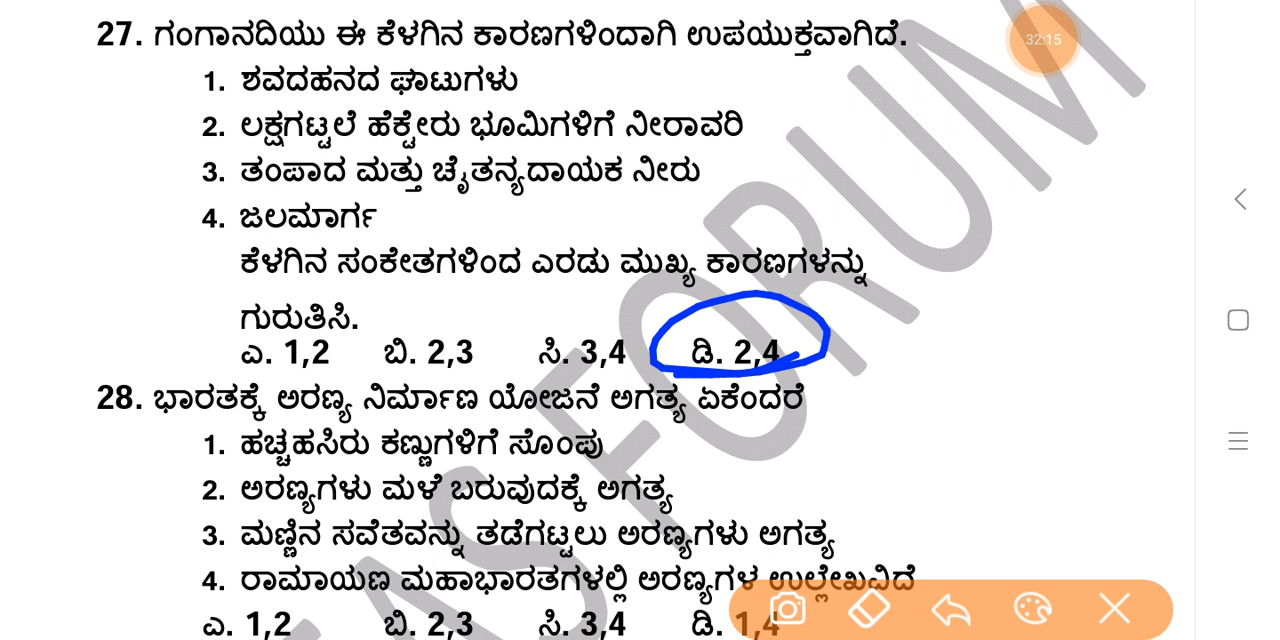 27. ಗಂಗಾನದಿಯು ಈ ಕೆಳಗಿನ ಕಾರಣಗಳಿಂದಾಗಿ ಉಪಯುಕ್ತವಾಗಿದೆ.
32:15
1. ಶವದಹನದ ಘಾಟುಗಳು
2. ಲಕ್ಷಗಟ್ಟಲೆ ಹೆಕ್ಟೇರು ಭೂಮಿಗಳಿಗೆ ನೀರಾವರಿ
3. ತಂಪಾದ ಮತ್ತು ಚೈತನ್ಯದಾಯಕ ನೀರು
4. ಜಲಮಾರ್ಗ
ಕೆಳಗಿನ ಸಂಕೇತಗಳಿಂದ ಎರಡು ಮುಖ್ಯ ಕಾರಣಗಳನ್ನು
ಗುರುತಿಸಿ.
ಎ. 1,2 ಬಿ. 2,3 ಸಿ. 3,4 ಡಿ. 2,4
28. ಭಾರತಕ್ಕೆ ಅರಣ್ಯ ನಿರ್ಮಾಣ ಯೋಜನೆ ಅಗತ್ಯ ಏಕೆಂದರೆ
1. ಹಚ್ಚಹಸಿರು ಕಣ್ಣುಗಳಿಗೆ ಸೊಂಪು
2. ಅರಣ್ಯಗಳು ಮಳೆ ಬರುವುದಕ್ಕೆ ಅಗತ್ಯ
3. ಮಣ್ಣಿನ ಸವೆತವನ್ನು ತಡೆಗಟ್ಟಲು ಅರಣ್ಯಗಳು ಅಗತ್ಯ
4. ರಾಮಾಯಣ ಮಹಾಭಾರತಗಳಲ್ಲಿ ಅರಣ್ಯಗಳ ಉಲ್ಲೇಖವಿದೆ
ಎ. 1,2 ಬಿ. 2,3 ಸಿ. 3,4 ಡಿ. 1,4
AS FORUM